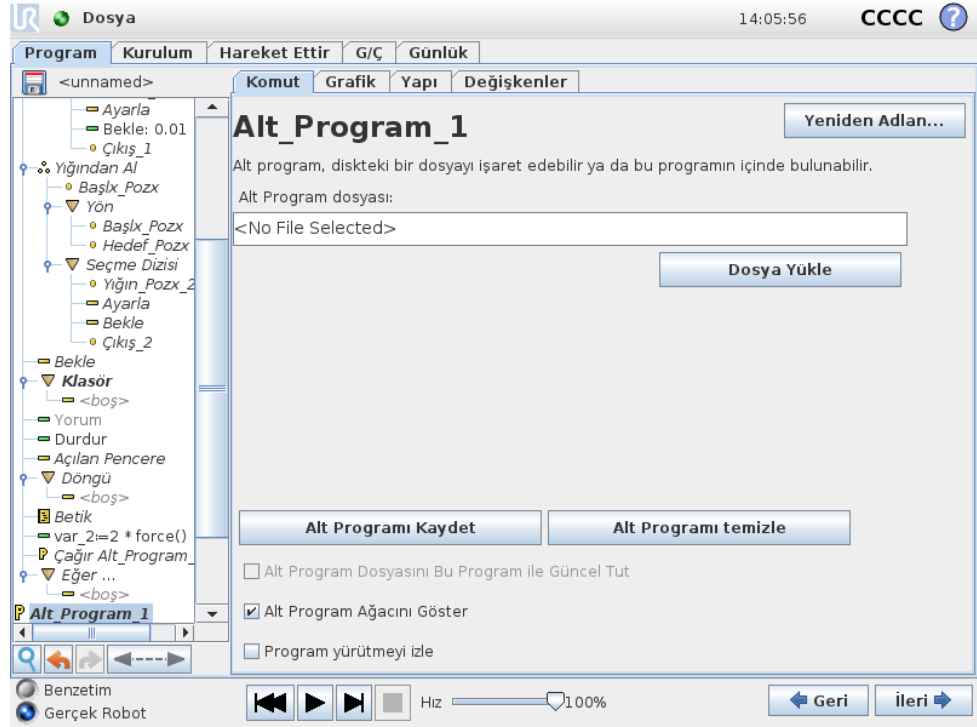 UR Dosya 14:05:56 CCCC ?
Program Kurulum Hareket Ettir G/Ç Günlük
<unnamed>
Komut Grafik Yapı Değişkenler
Ayarla
Bekle: 0.01
Çıkış_1
Yığından Al
Başlx_Pozx
Yön
Başlx_Pozx
Hedef_Pozx
Seçme Dizisi
Yığın_Pozx_2
Ayarla
Bekle
Çıkış_2
Bekle
Klasör
<boş>
Yorum
Durdur
Açılan Pencere
Döngü
<boş>
Betik
var_2:=2 * force()
P Çağır Alt_Program_
Eğer ...
<boş>
P Alt_Program_1
Alt_Program_1
Yeniden Adlan...
Alt program, diskteki bir dosyayı işaret edebilir ya da bu programın içinde bulunabilir.
Alt Program dosyası:
<No File Selected>
Dosya Yükle
Alt Programı Kaydet Alt Programı temizle
Alt Program Dosyasını Bu Program ile Güncel Tut
Alt Program Ağacını Göster
Program yürütmeyi izle
Benzetim
Gerçek Robot
Hız 100%
Geri İleri